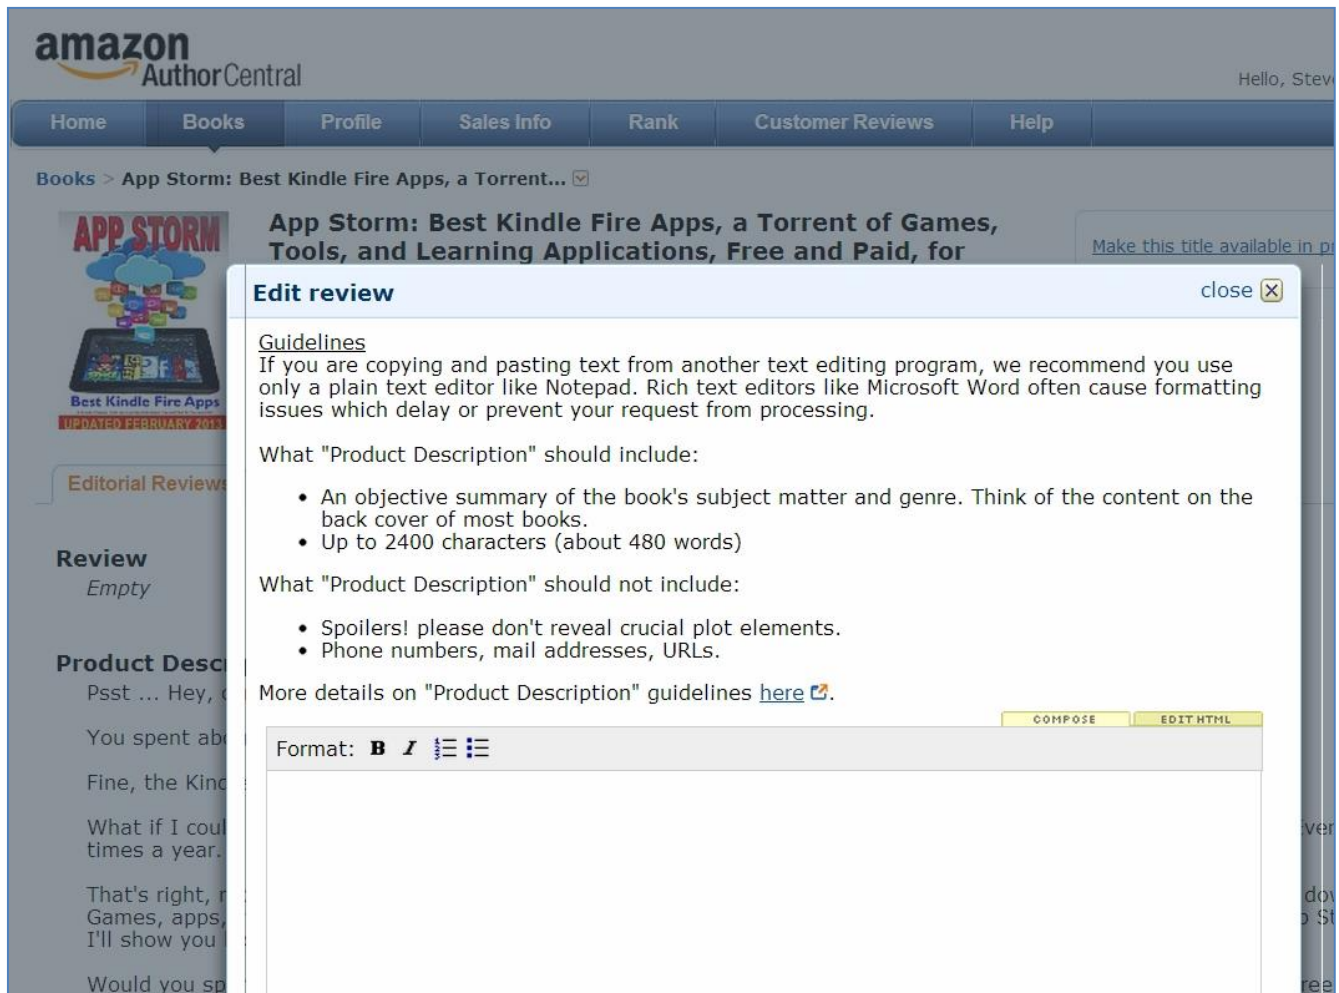 amazon
AuthorCentral
Hello, Steve
Home Books Profile Sales Info Rank Customer Reviews Help
Books > App Storm: Best Kindle Fire Apps, a Torrent...
App Storm: Best Kindle Fire Apps, a Torrent of Games,
Tools, and Learning Applications, Free and Paid, for
Make this title available in
APP STORM
Best Kindle Fire Apps
UPDATED FEBRUARY 2013
Edit review
close
Guidelines
If you are copying and pasting text from another text editing program, we recommend you use
only a plain text editor like Notepad. Rich text editors like Microsoft Word often cause formatting
issues which delay or prevent your request from processing.
What "Product Description" should include:
• An objective summary of the book's subject matter and genre. Think of the content on the
back cover of most books.
• Up to 2400 characters (about 480 words)
What "Product Description" should not include:
• Spoilers! please don't reveal crucial plot elements.
• Phone numbers, mail addresses, URLs.
More details on "Product Description" guidelines here.
COMPOSE EDIT HTML
Format: B I
Editorial Reviews
Review
Empty
Product Descr
Psst ... Hey,
You spent abo
Fine, the Kind
What if I coul
times a year.
That's right,
Games, apps,
I'll show you
Would you sp